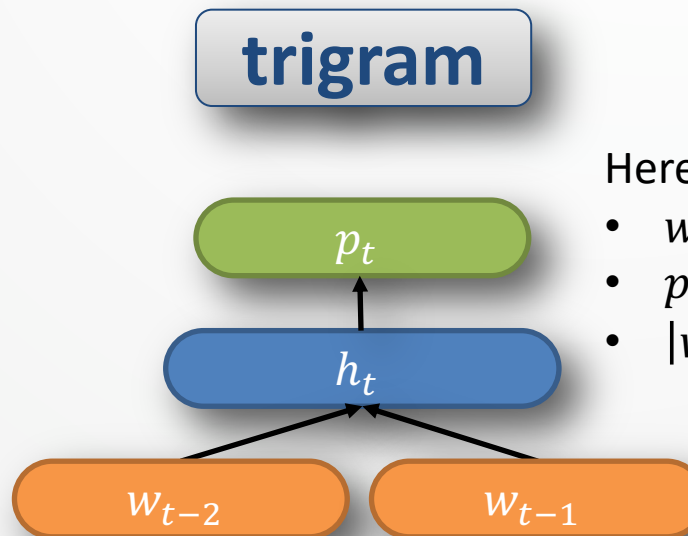 trigram
Here
• w
p_t
• p
h_t
• |
w_{t−2} w_{t−1}